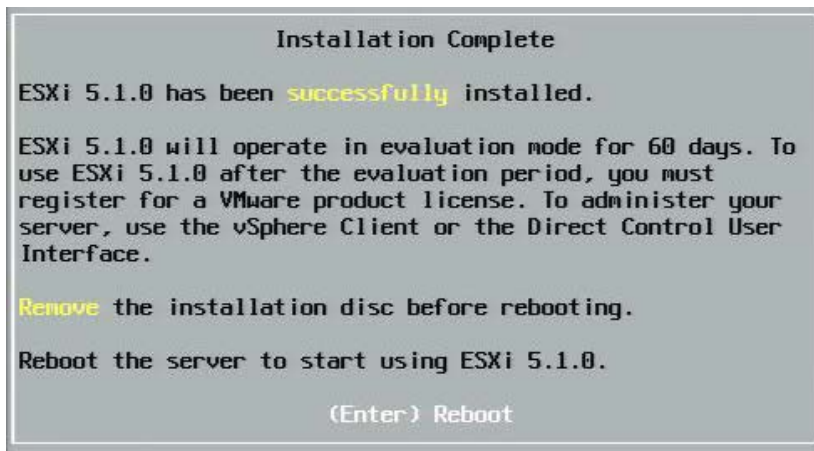 Installation Complete
ESXi 5.1.0 has been successfully installed.
ESXi 5.1.0 will operate in evaluation mode for 60 days. To
use ESXi 5.1.0 after the evaluation period, you must
register for a VMware product license. To administer your
server, use the vSphere Client or the Direct Control User
Interface.
Remove the installation disc before rebooting.
Reboot the server to start using ESXi 5.1.0.
(Enter) Reboot